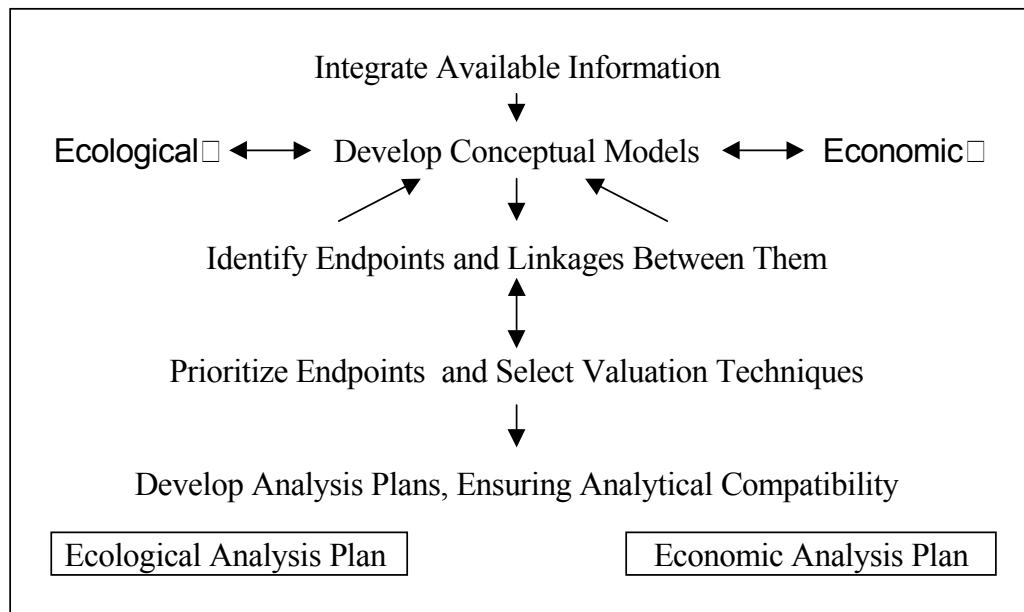 Integrate Available Information
Ecological□ Develop Conceptual Models Economic□
Identify Endpoints and Linkages Between Them
Prioritize Endpoints and Select Valuation Techniques
Develop Analysis Plans, Ensuring Analytical Compatibility
Ecological Analysis Plan Economic Analysis Plan